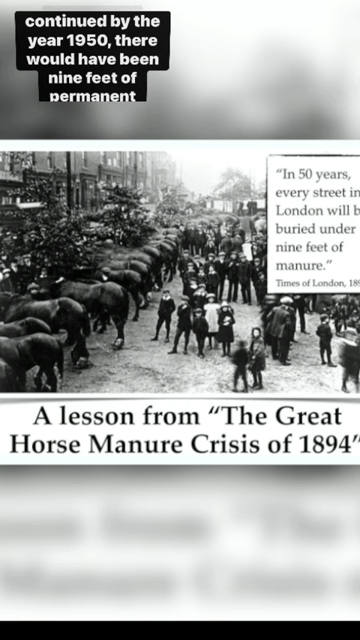 continued by the
year 1950, there
would have been
nine feet of
permanent
“In 50 years,
every street in
London will b
buried under
nine feet of
manure.”
Times of London, 189
A lesson from “The Great
Horse Manure Crisis of 1894”